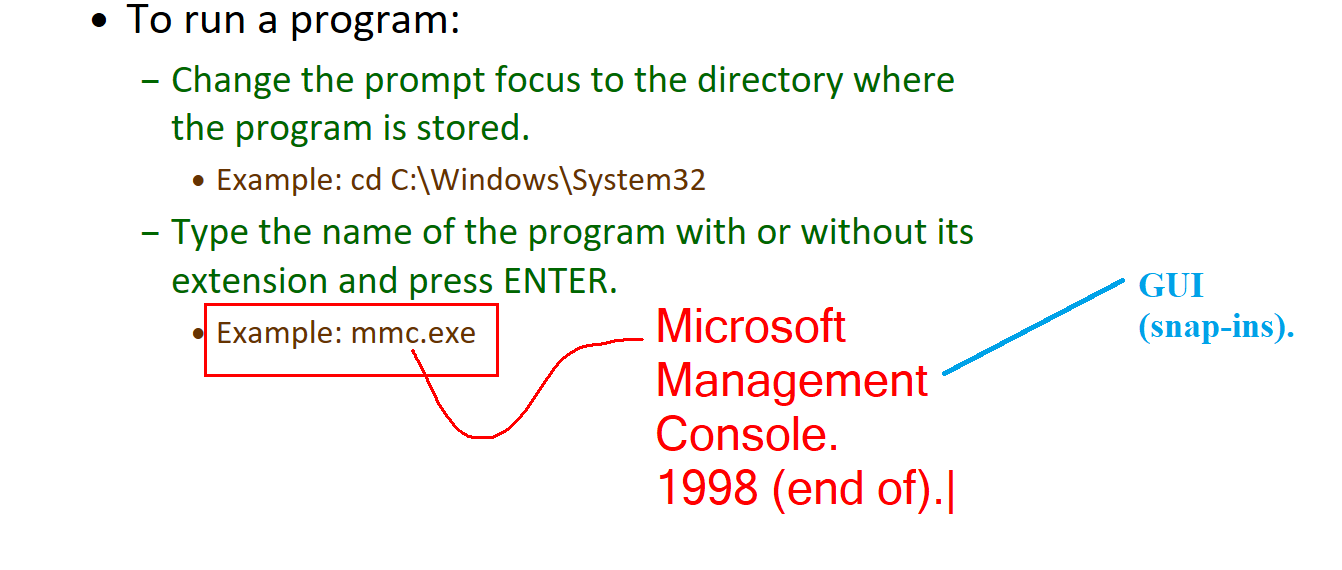 • To run a program:
– Change the prompt focus to the directory where
the program is stored.
• Example: cd C:\Windows\System32
– Type the name of the program with or without its
extension and press ENTER.
• Example: mmc.exe
Microsoft
Management
Console.
1998 (end of).
GUI
(snap-ins).